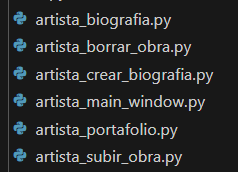 artista_biografia.py
artista_borrar_obra.py
artista_crear_biografia.py
artista_main_window.py
artista_portafolio.py
artista_subir_obra.py